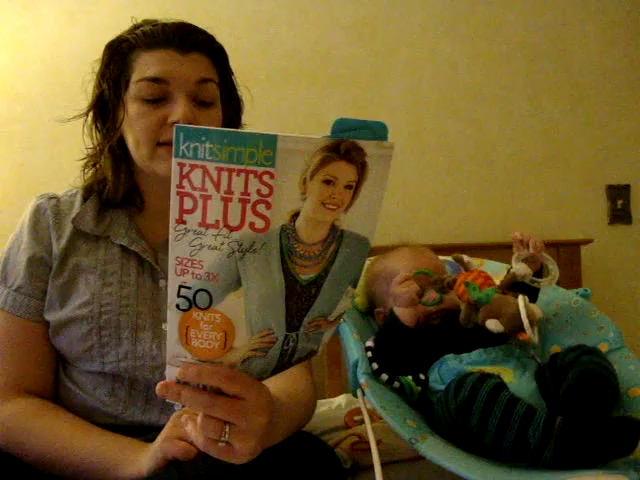 knitsimple
KNITS
PLUS
Great Fit
Great Style!
SIZES
UP to 3X
50
KNITS
for
EVERY
BODY